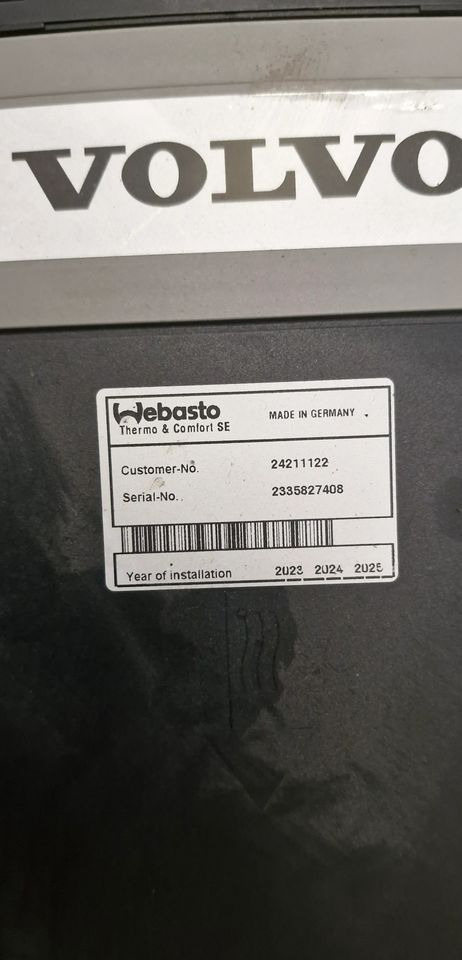 VOLVO
Webasto
Thermo & Comfort SE
MADE IN GERMANY
Customer-No. 24211122
Serial-No. 2335827408
Year of installation 2023 2024 2025